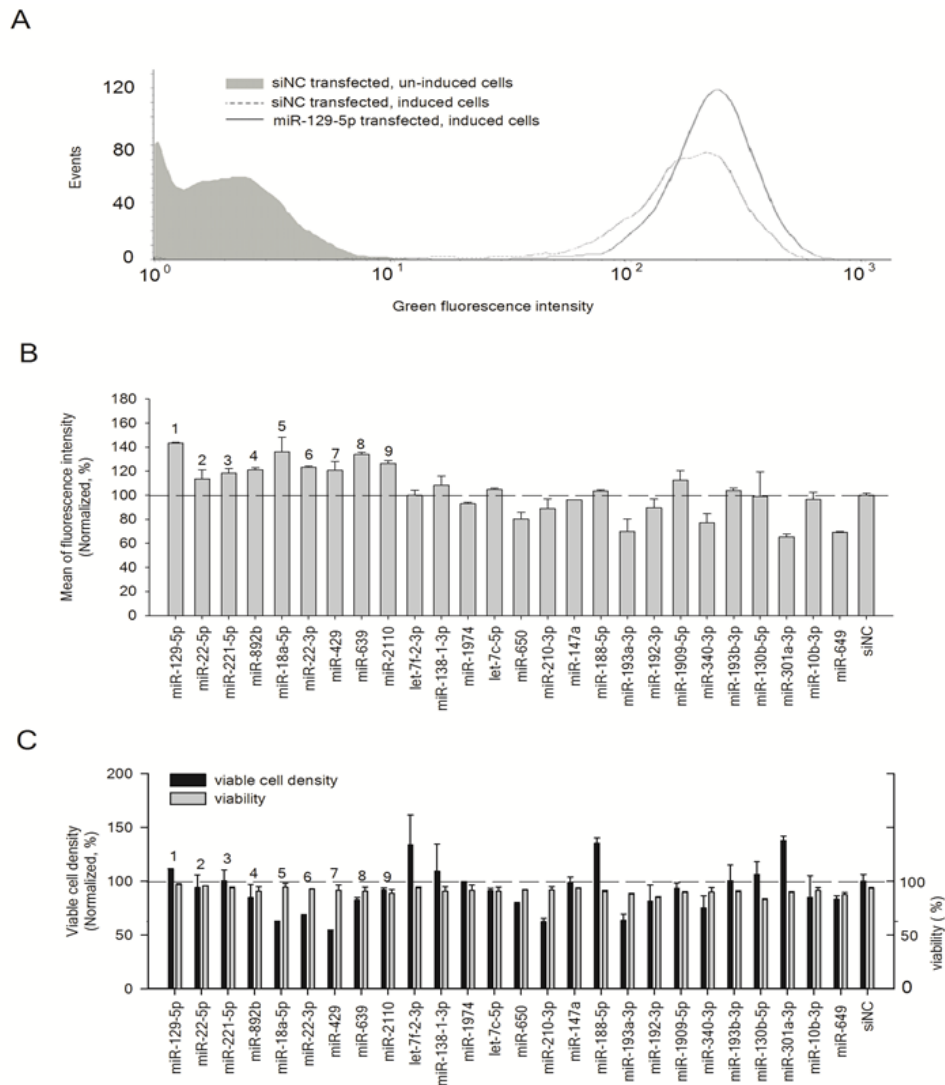 A
siNC transfected, un-induced cells
siNC transfected, induced cells
miR-129-5p transfected, induced cells
120
80
40
0
Events
10⁰ 10¹ 10² 10³
Green fluorescence intensity
B
180
160
140
120
100
80
60
40
20
0
Mean of fluorescence intensity
(Normalized, %)
1 2 3 4 5 6 7 8 9
miR-129-5p
miR-22-5p
miR-221-5p
miR-892b
miR-18a-5p
miR-22-3p
miR-429
miR-639
miR-2110
let-7f-2-3p
miR-138-1-3p
miR-1974
let-7c-5p
miR-650
miR-210-3p
miR-147a
miR-188-5p
miR-193a-3p
miR-192-3p
miR-1909-5p
miR-340-3p
miR-193b-3p
miR-130b-5p
miR-301a-3p
miR-10b-3p
miR-649
siNC
C
viable cell density
viability
200
150
100
50
0
Viable cell density
(Normalized, %)
1 2 3 4 5 6 7 8 9
100
50
0
viability (%)
miR-129-5p
miR-22-5p
miR-221-5p
miR-892b
miR-18a-5p
miR-22-3p
miR-429
miR-639
miR-2110
let-7f-2-3p
miR-138-1-3p
miR-1974
let-7c-5p
miR-650
miR-210-3p
miR-147a
miR-188-5p
miR-193a-3p
miR-192-3p
miR-1909-5p
miR-340-3p
miR-193b-3p
miR-130b-5p
miR-301a-3p
miR-10b-3p
miR-649
siNC